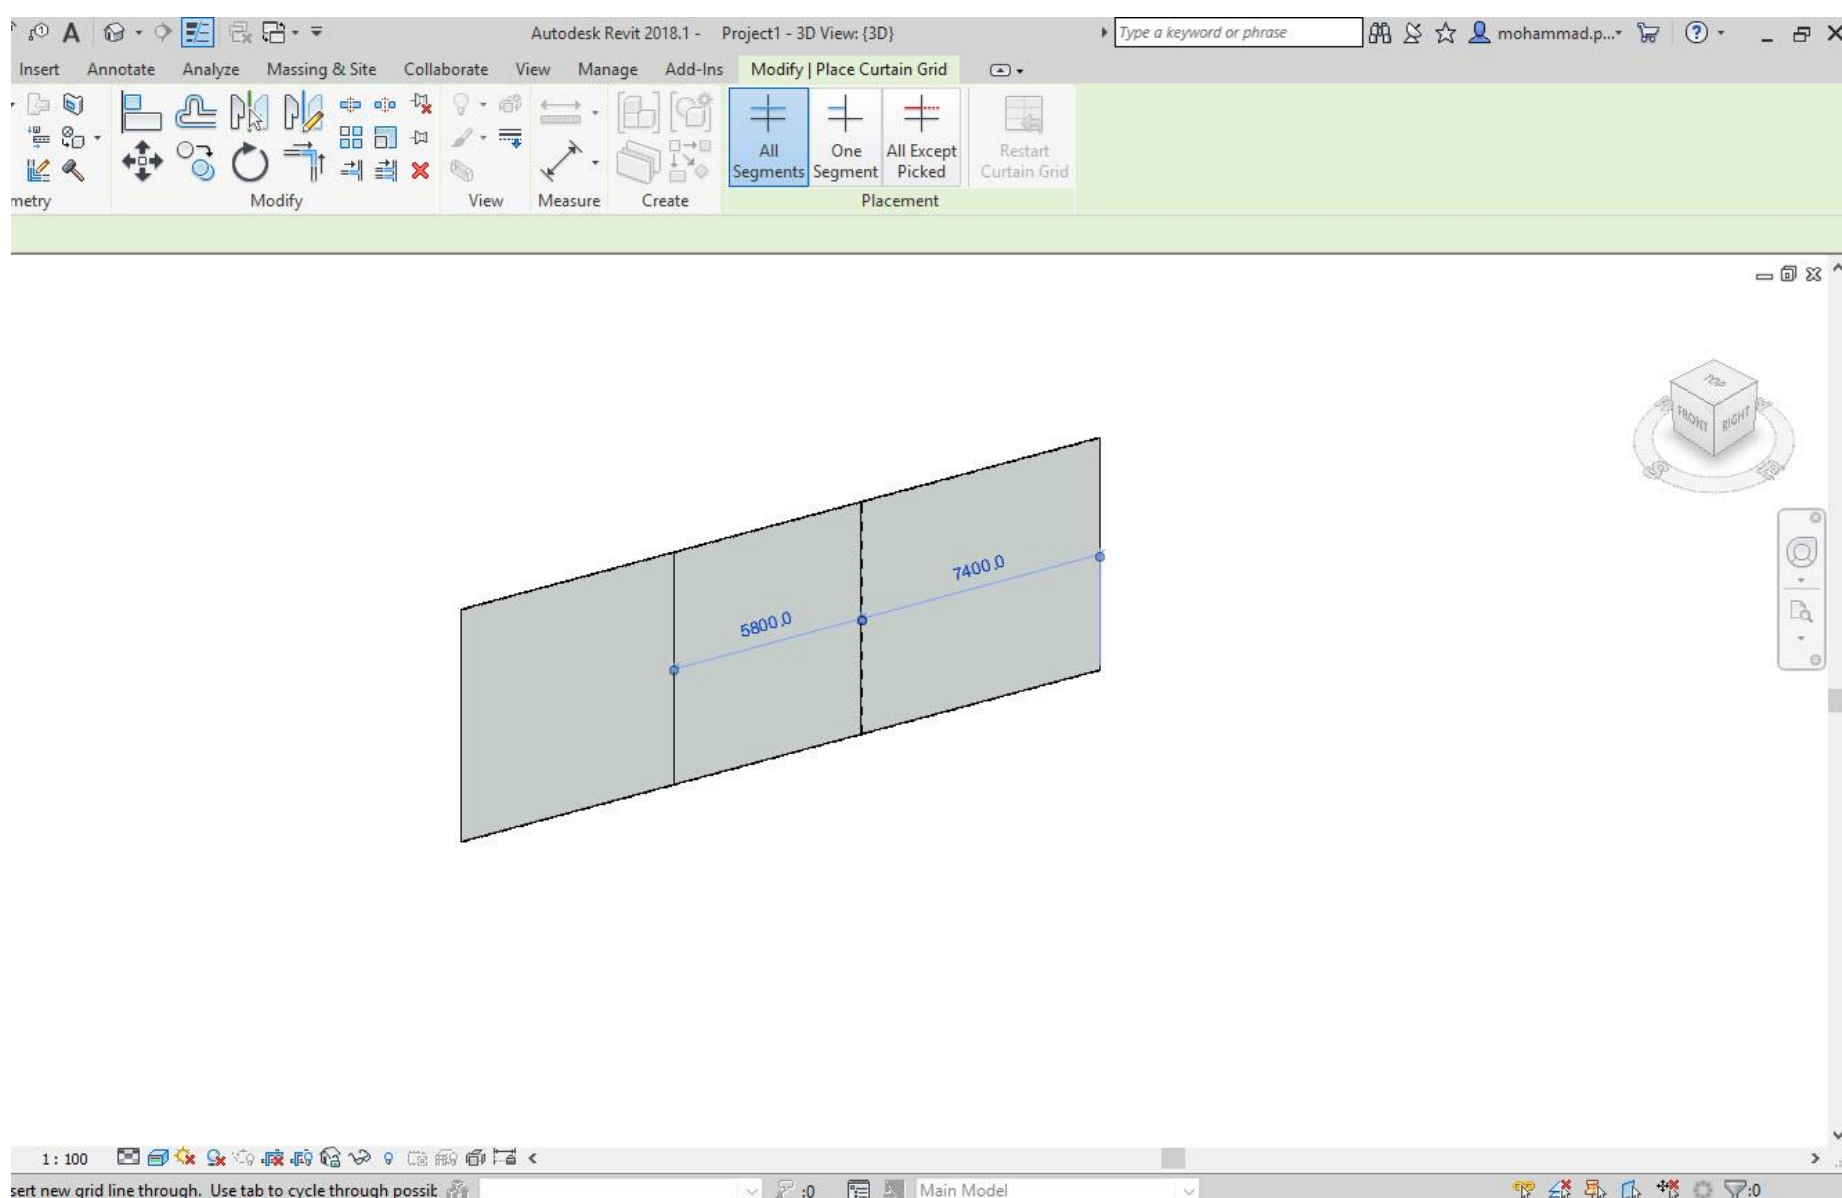 A
Autodesk Revit 2018.1 - Project1 - 3D View: {3D}
Type a keyword or phrase
mohammad.p...
Insert Annotate Analyze Massing & Site Collaborate View Manage Add-Ins Modify | Place Curtain Grid
All Segments
One Segment
All Except Picked
Restart Curtain Grid
metry Modify View Measure Create Placement
TOP
FRONT
RIGHT
7400,0
5800,0
1 : 100
sert new grid line through. Use tab to cycle through possib
:0
Main Model
:0